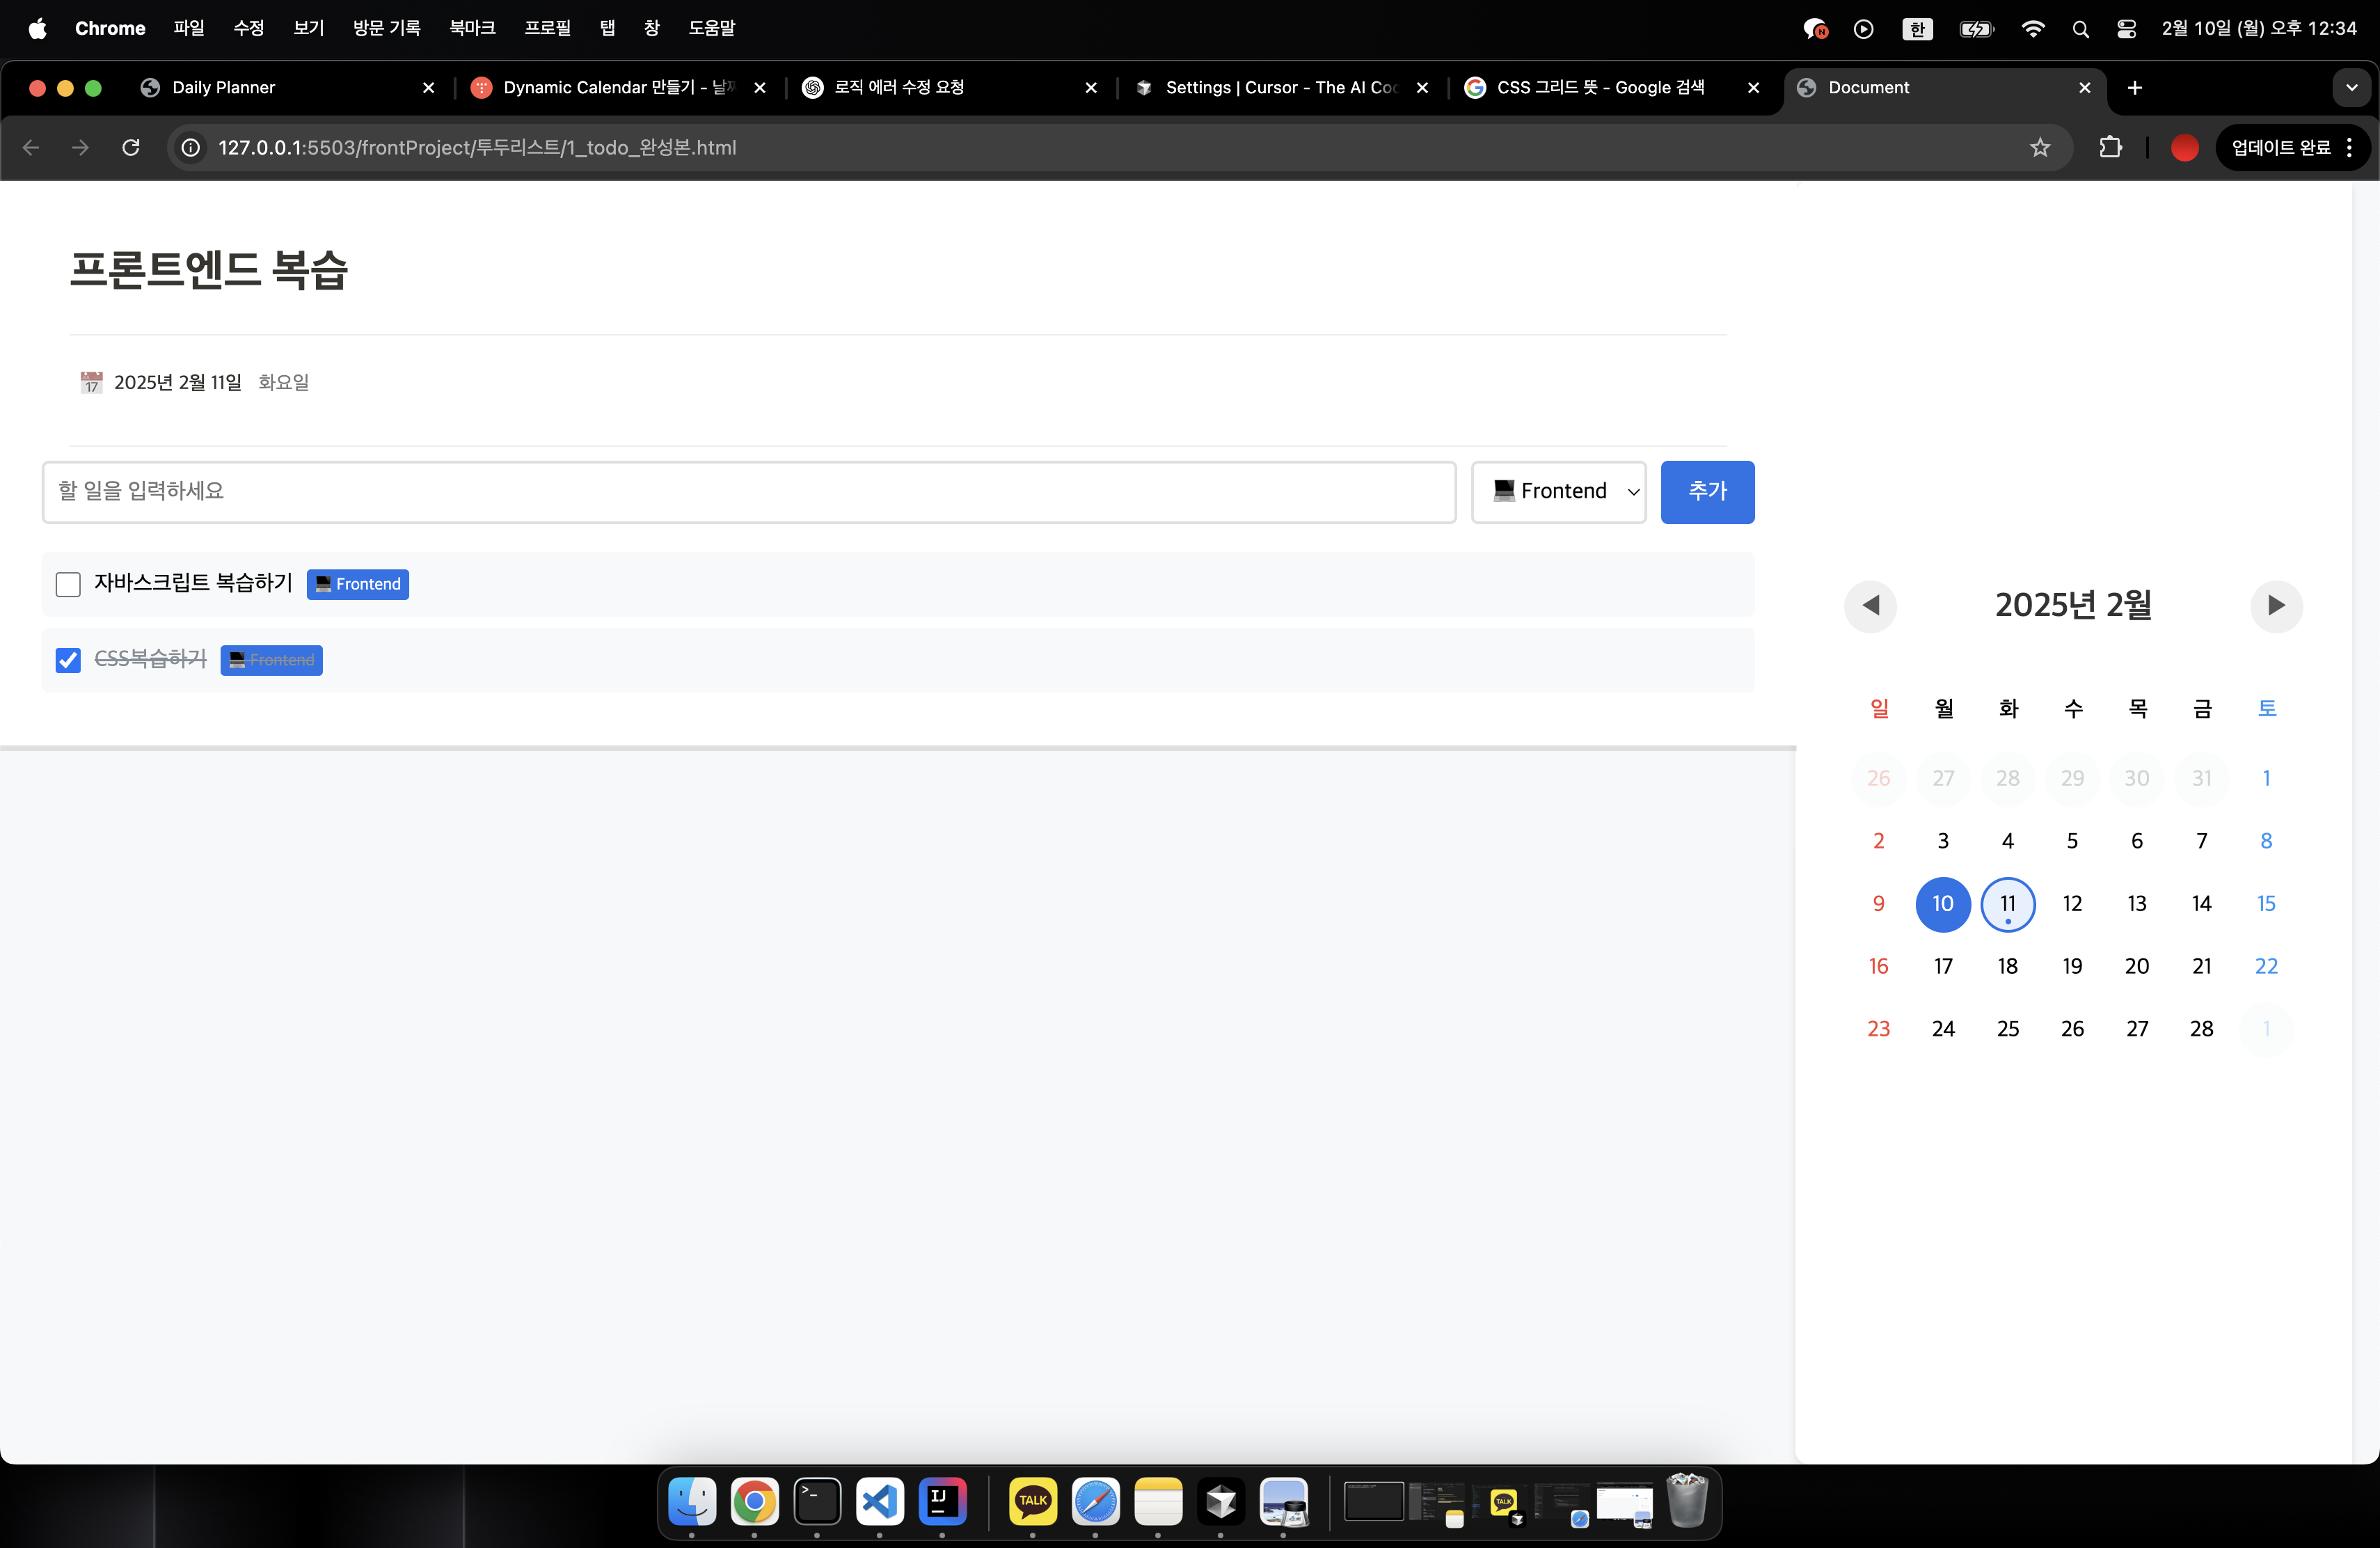 Chrome 파일 수정 보기 방문 기록 북마크 프로필 탭 창 도움말 N 한 2월 10일 (월) 오후 12:34
Daily Planner Dynamic Calendar 만들기 - 날짜 로직 에러 수정 요청 Settings | Cursor - The AI Coc CSS 그리드 뜻 - Google 검색 Document
127.0.0.1:5503/frontProject/투두리스트/1_todo_완성본.html 업데이트 완료
프론트엔드 복습
17 2025년 2월 11일 화요일
할 일을 입력하세요 Frontend 추가
자바스크립트 복습하기 Frontend
CSS복습하기 Frontend
2025년 2월
일 월 화 수 목 금 토
26 27 28 29 30 31 1
2 3 4 5 6 7 8
9 10 11 12 13 14 15
16 17 18 19 20 21 22
23 24 25 26 27 28 1
>_ IJ TALK TALK